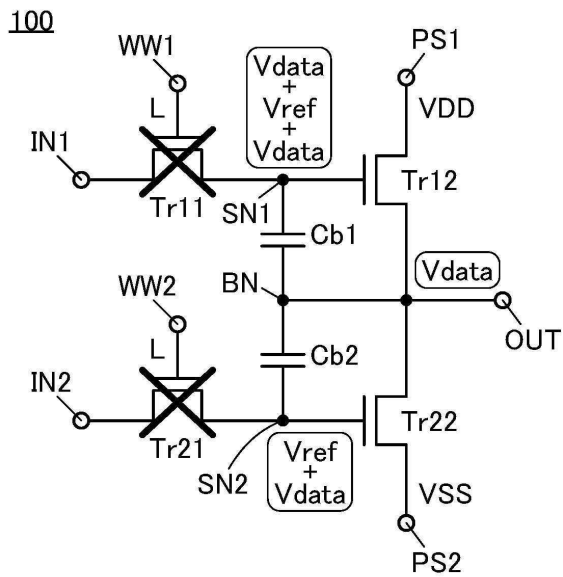 100
WW1
L
IN1
Tr11
Vdata
+
Vref
+
Vdata
SN1
PS1
VDD
Tr12
Cb1
BN
Vdata
OUT
WW2
L
IN2
Tr21
Cb2
SN2
Vref
+
Vdata
Tr22
VSS
PS2